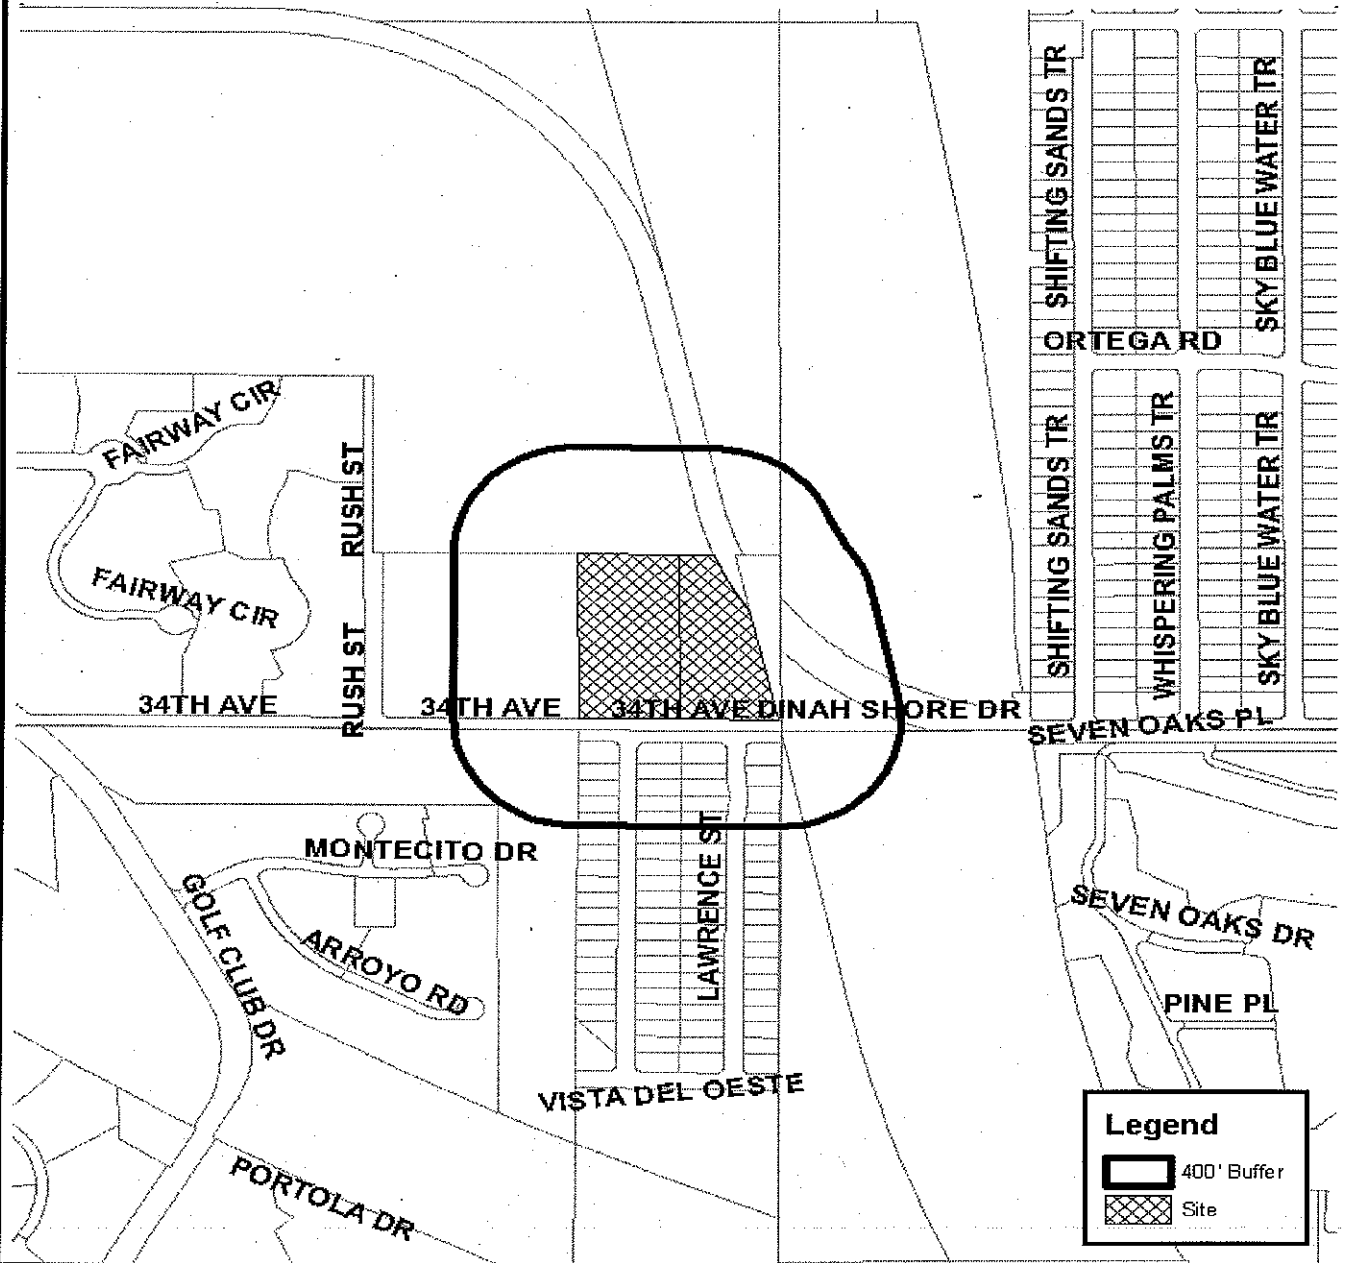 SHIFTING SANDS TR
SKY BLUE WATER TR
ORTEGA RD
FAIRWAY CIR
RUSH ST
SHIFTING SANDS TR
WHISPERING PALMS TR
SKY BLUE WATER TR
FAIRWAY CIR
RUSH ST
34TH AVE
34TH AVE
34TH AVE
DINAH SHORE DR
SEVEN OAKS PL
MONTECITO DR
LAWRENCE ST
GOLF CLUB DR
ARROYO RD
SEVEN OAKS DR
PINE PL
VISTA DEL OESTE
PORTOLA DR
Legend
400' Buffer
Site